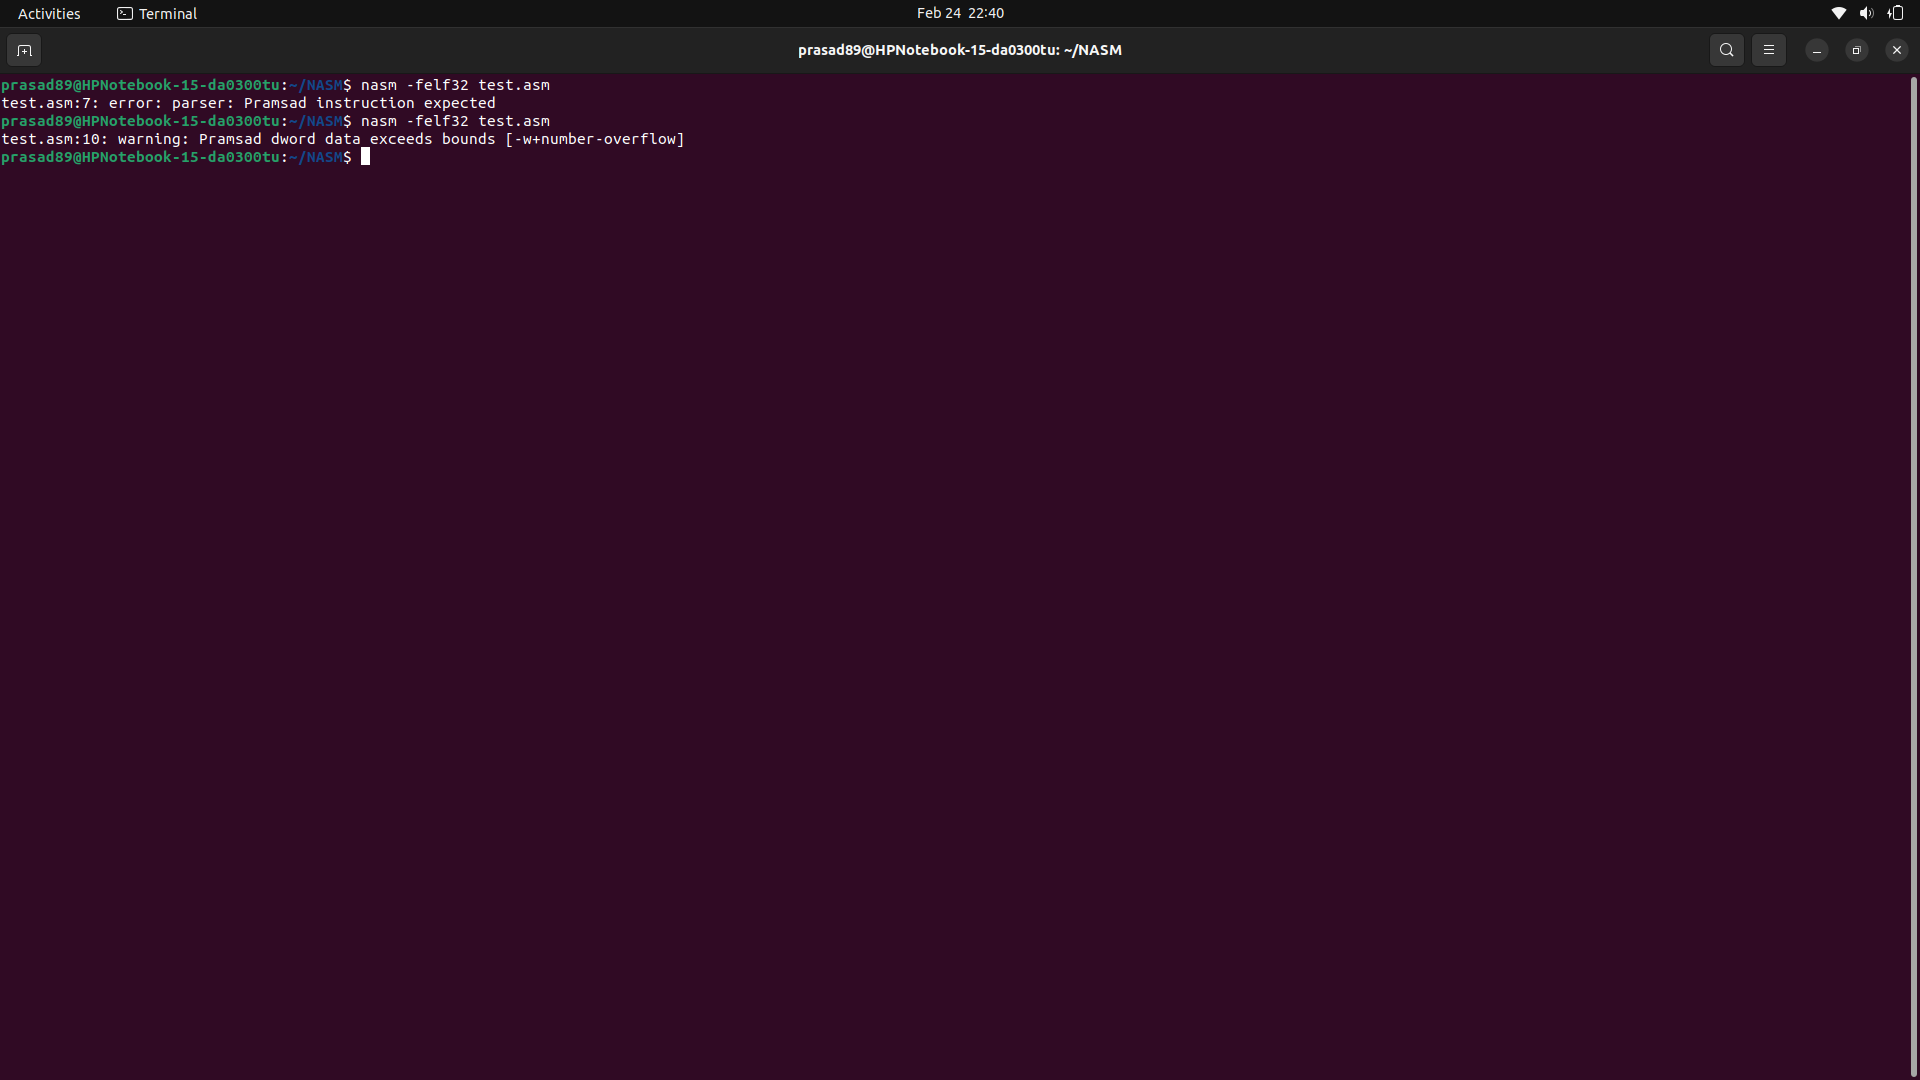 Activities Terminal Feb 24 22:40
prasad89@HPNotebook-15-da0300tu: ~/NASM
prasad89@HPNotebook-15-da0300tu:~/NASM$ nasm -felf32 test.asm
test.asm:7: error: parser: Pramsad instruction expected
prasad89@HPNotebook-15-da0300tu:~/NASM$ nasm -felf32 test.asm
test.asm:10: warning: Pramsad dword data exceeds bounds [-w+number-overflow]
prasad89@HPNotebook-15-da0300tu:~/NASM$